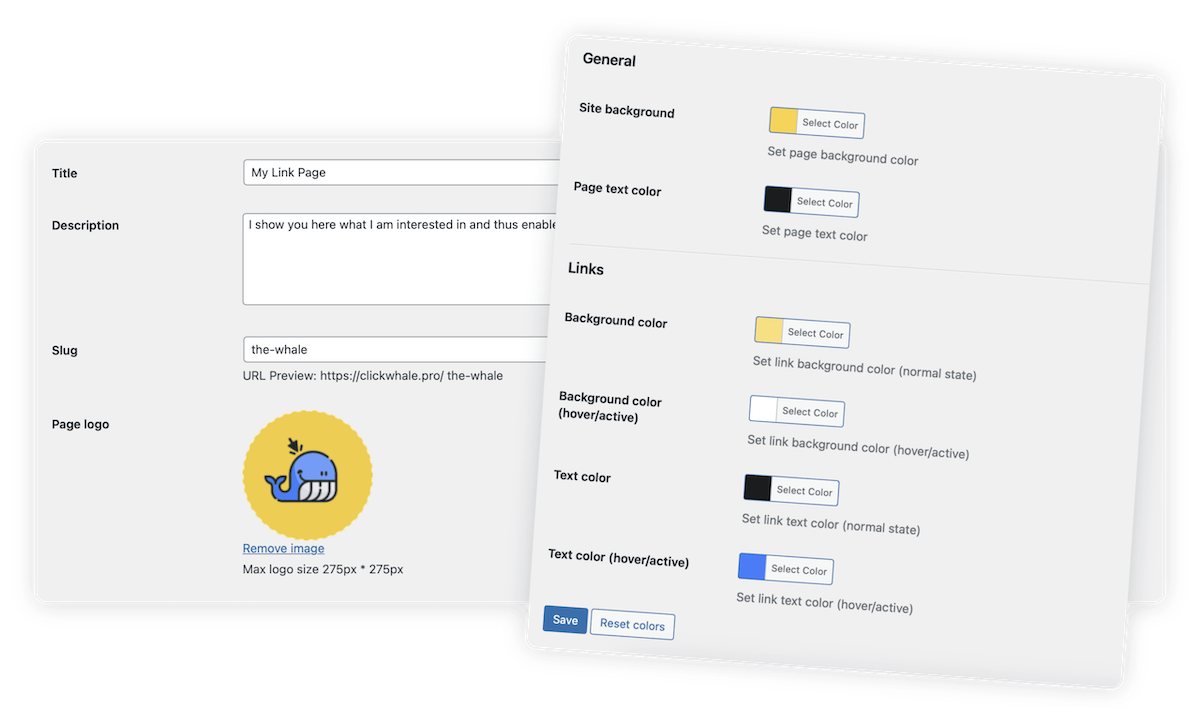 Title
My Link Page
Description
I show you here what I am interested in and thus enable
Slug
the-whale
URL Preview: https://clickwhale.pro/ the-whale
Page logo
Remove image
Max logo size 275px * 275px
General
Site background
Select Color
Set page background color
Page text color
Select Color
Set page text color
Links
Background color
Select Color
Set link background color (normal state)
Background color
(hover/active)
Select Color
Set link background color (hover/active)
Text color
Select Color
Set link text color (normal state)
Text color (hover/active)
Select Color
Set link text color (hover/active)
Save
Reset colors